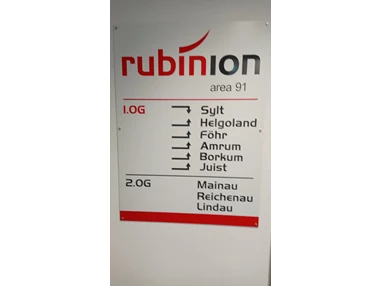 rubinion
area 91
1.OG Sylt
Helgoland
Föhr
Amrum
Borkum
Juist
2.OG Mainau
Reichenau
Lindau